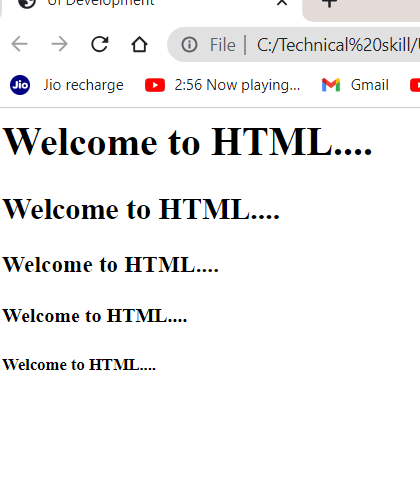 UI Development
File | C:/Technical%20skill/
Jio Jio recharge 2:56 Now playing... Gmail
Welcome to HTML....
Welcome to HTML....
Welcome to HTML....
Welcome to HTML....
Welcome to HTML....